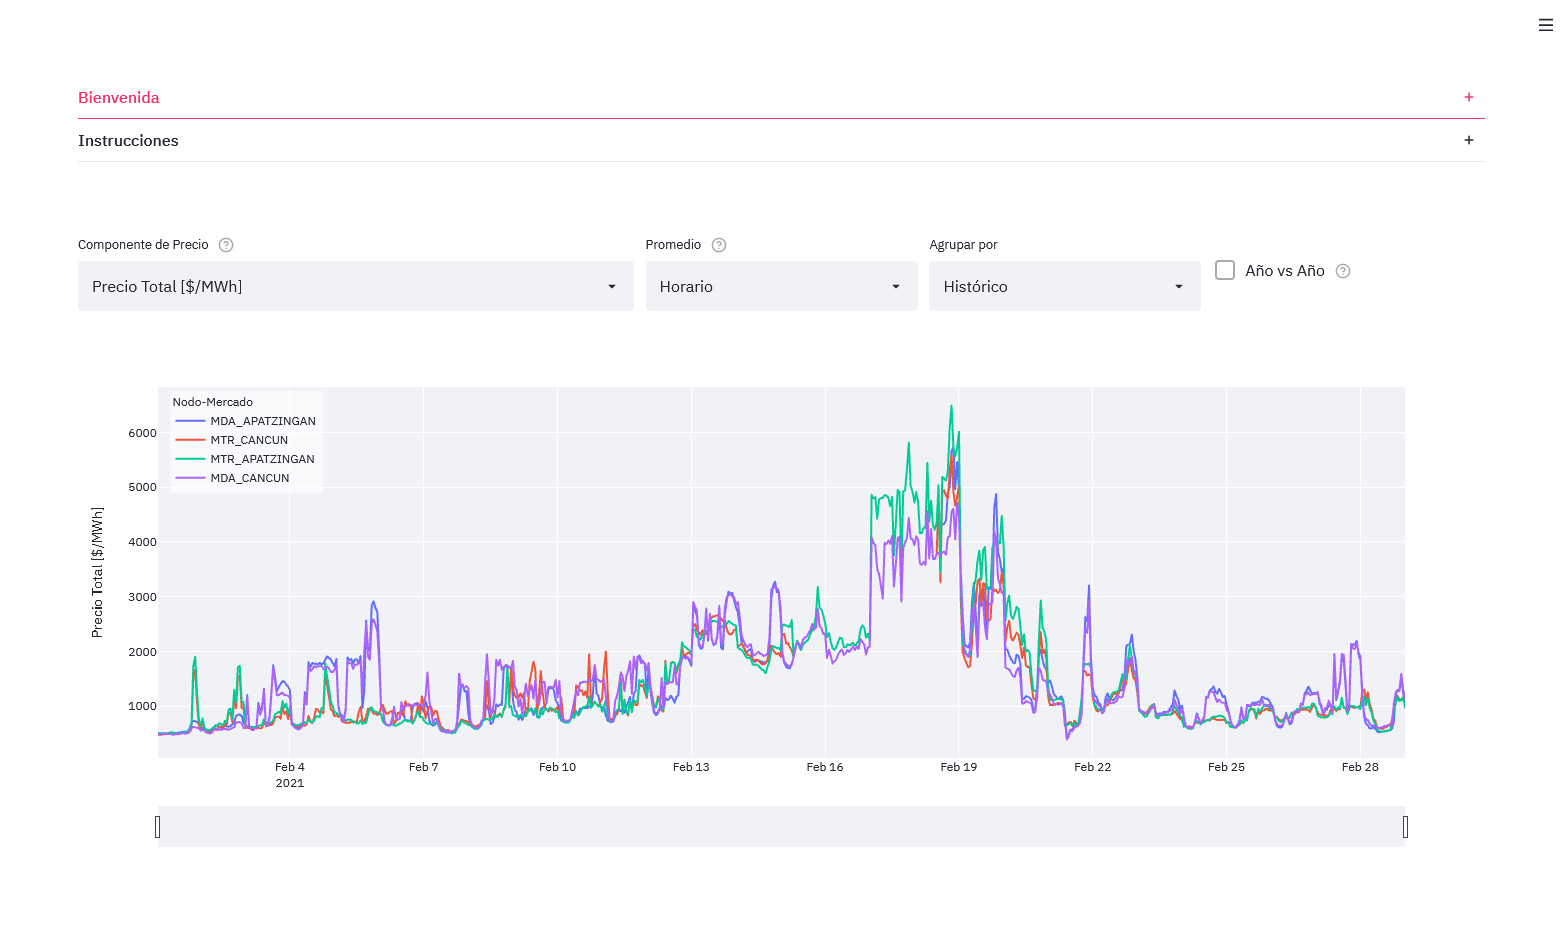 Bienvenida
Instrucciones
Componente de Precio
Promedio
Agrupar por
Año vs Año
Precio Total [$/MWh]
Horario
Histórico
Nodo-Mercado
MDA_APATZINGAN
MTR_CANCUN
MTR_APATZINGAN
MDA_CANCUN
Precio Total [$/MWh]
6000
5000
4000
3000
2000
1000
Feb 4
2021
Feb 7
Feb 10
Feb 13
Feb 16
Feb 19
Feb 22
Feb 25
Feb 28